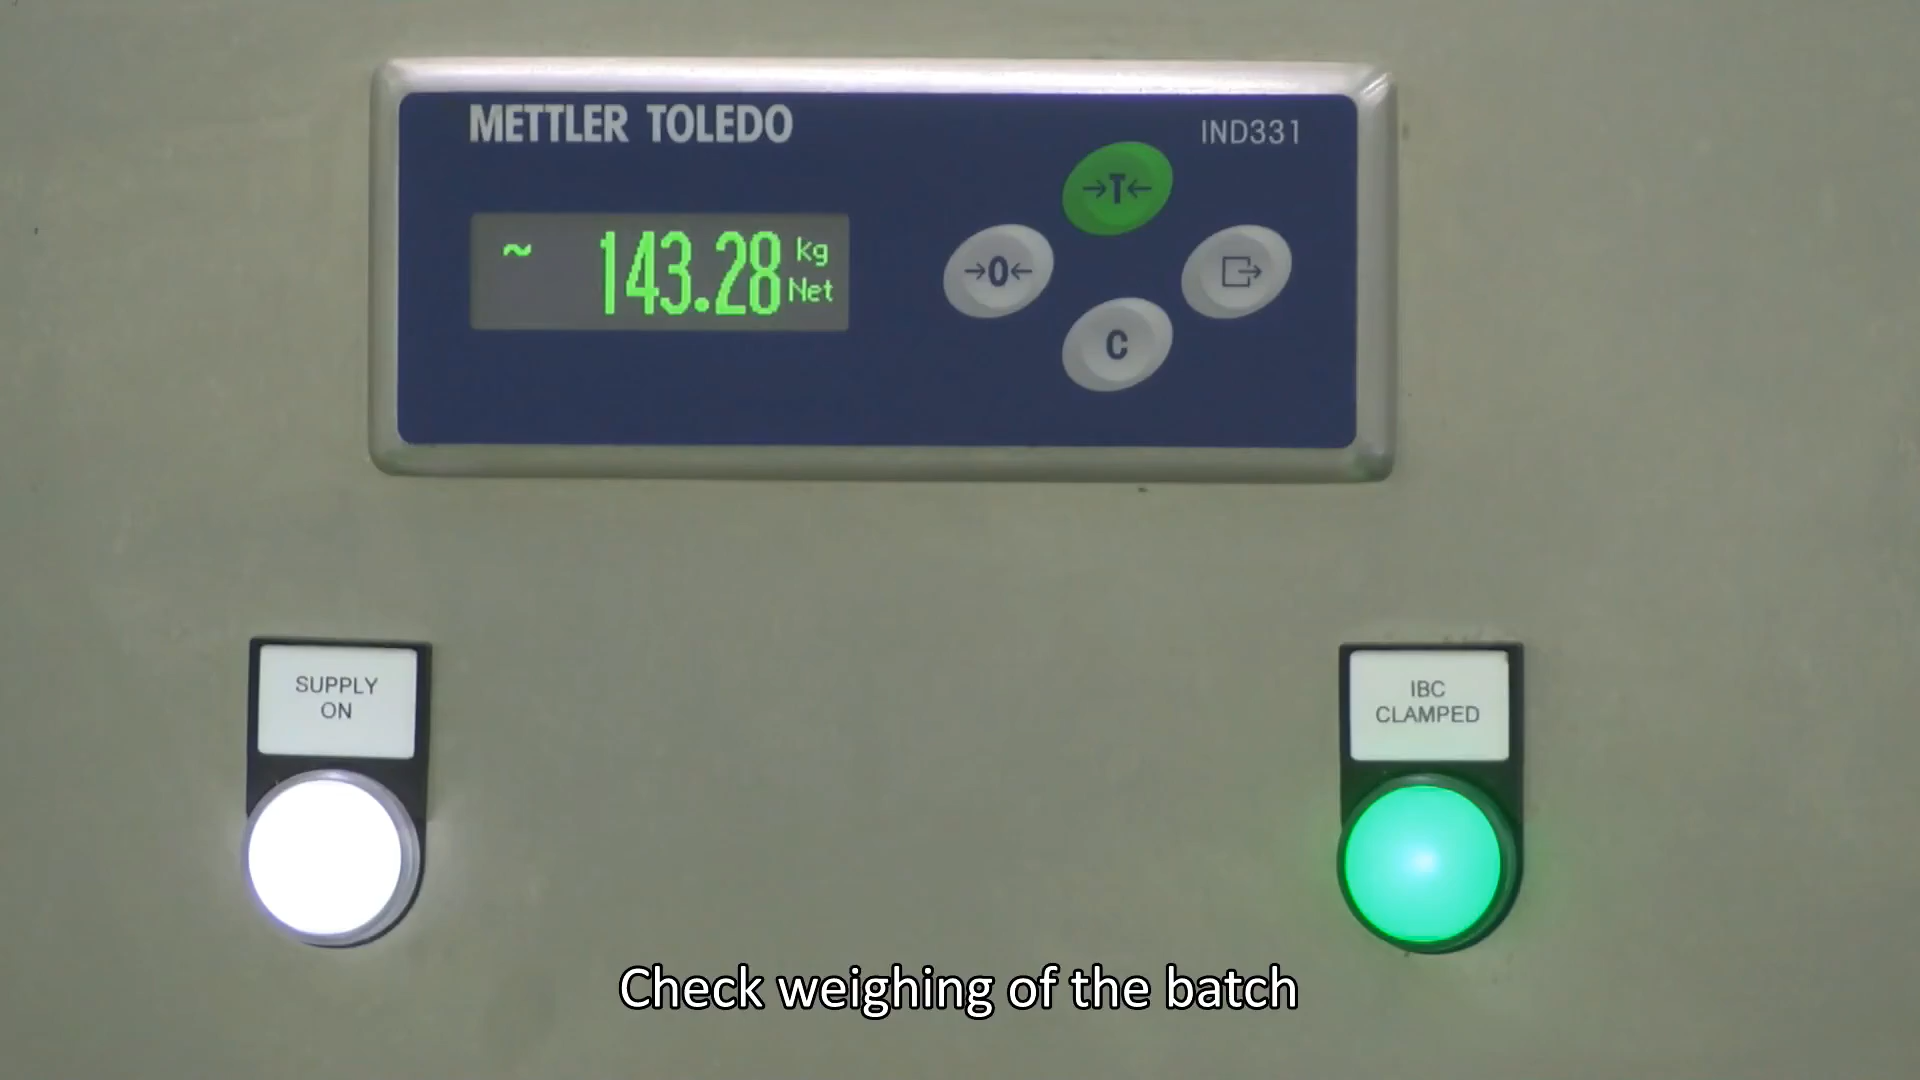 METTLER TOLEDO
IND331
~ 143.28 kg Net
→T←
→0←
C
SUPPLY
ON
IBC
CLAMPED
Check weighing of the batch